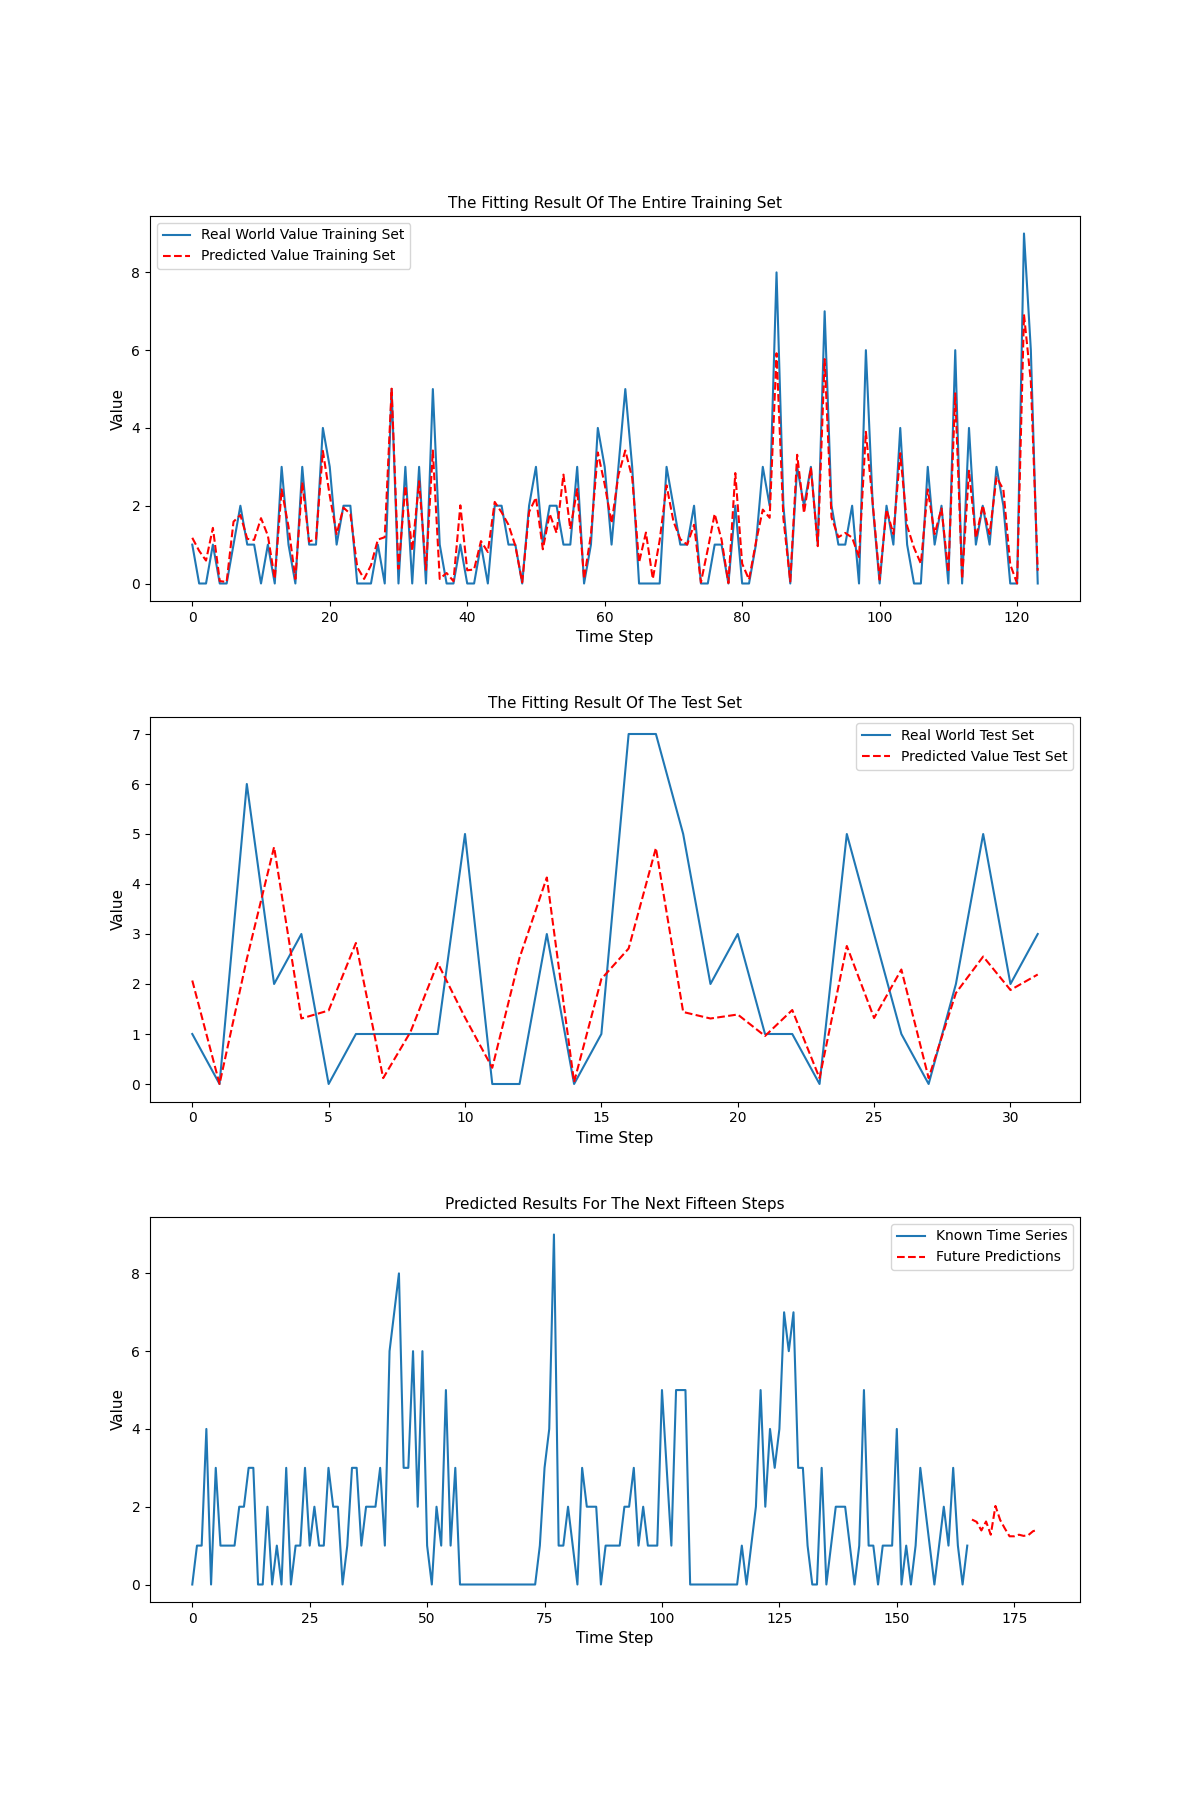 The Fitting Result Of The Entire Training Set
Real World Value Training Set
Predicted Value Training Set
8
6
4
2
0
Value
0 20 40 60 80 100 120
Time Step
The Fitting Result Of The Test Set
Real World Test Set
Predicted Value Test Set
7
6
5
4
3
2
1
0
Value
0 5 10 15 20 25 30
Time Step
Predicted Results For The Next Fifteen Steps
Known Time Series
Future Predictions
8
6
4
2
0
Value
0 25 50 75 100 125 150 175
Time Step